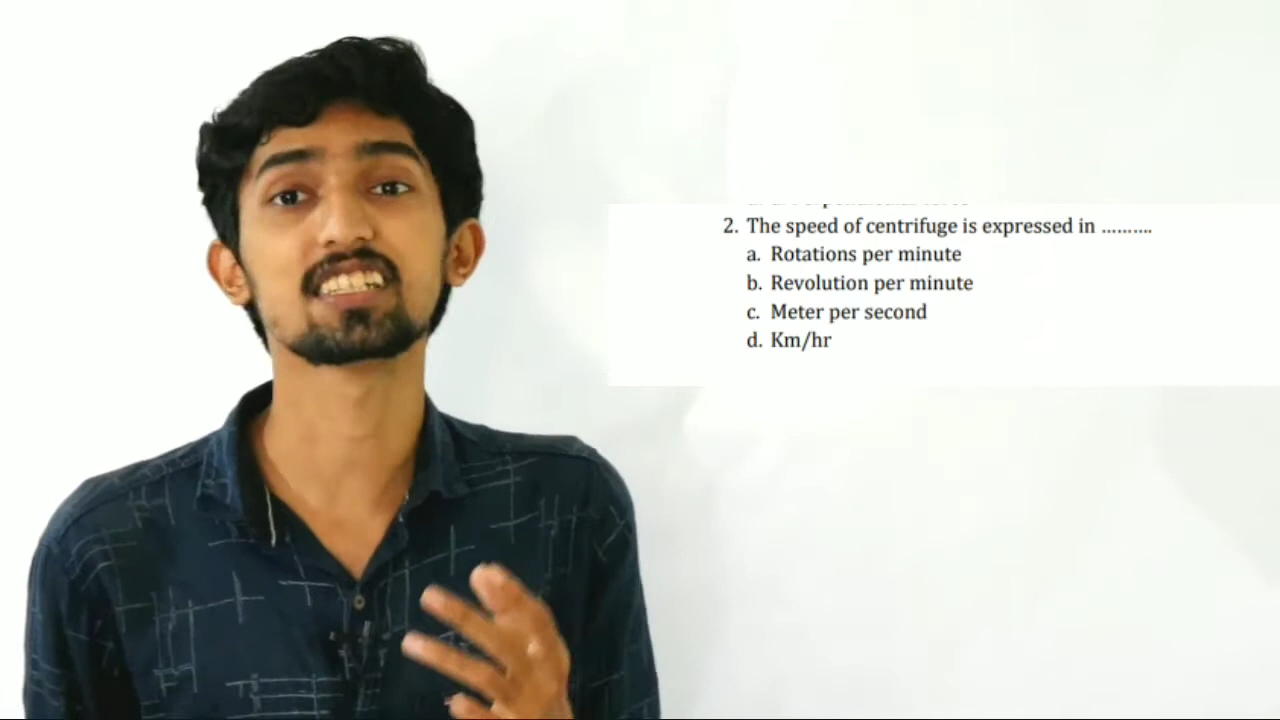 2. The speed of centrifuge is expressed in ..........
a. Rotations per minute
b. Revolution per minute
c. Meter per second
d. Km/hr